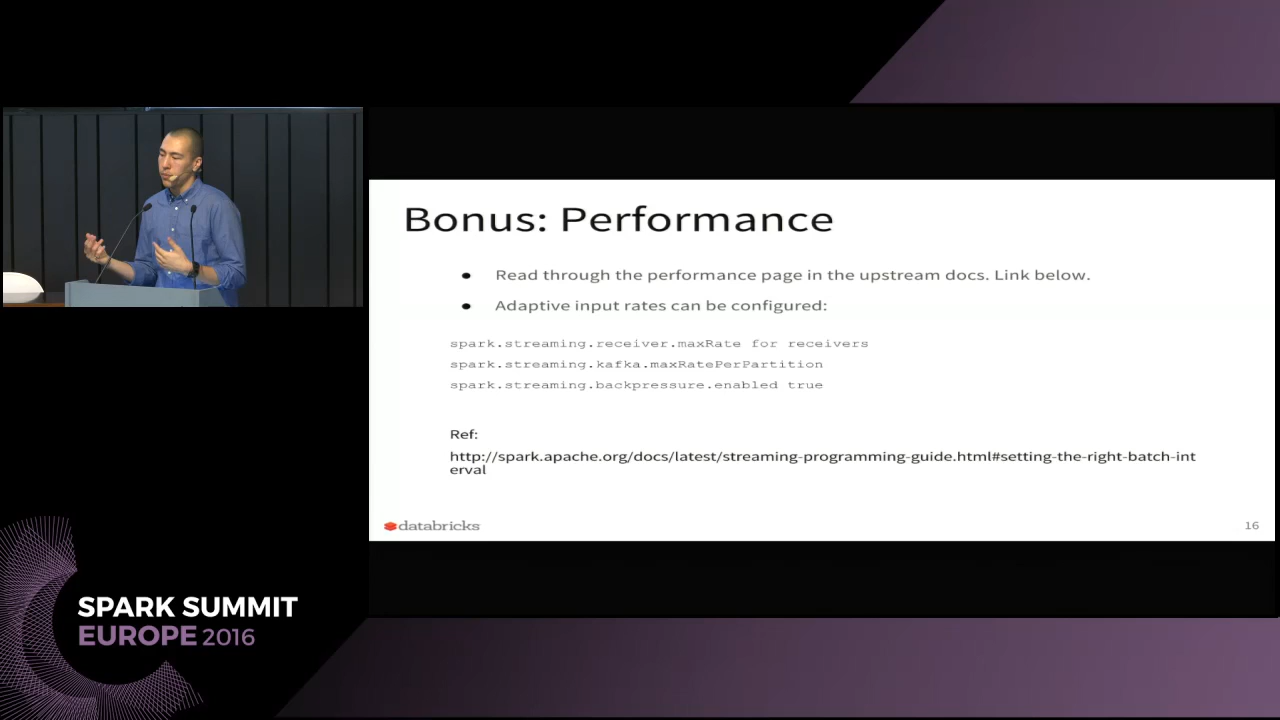 Bonus: Performance
● Read through the performance page in the upstream docs. Link below.
● Adaptive input rates can be configured:
spark.streaming.receiver.maxRate for receivers
spark.streaming.kafka.maxRatePerPartition
spark.streaming.backpressure.enabled true
Ref:
http://spark.apache.org/docs/latest/streaming-programming-guide.html#setting-the-right-batch-int
erval
databricks
16
SPARK SUMMIT
EUROPE 2016